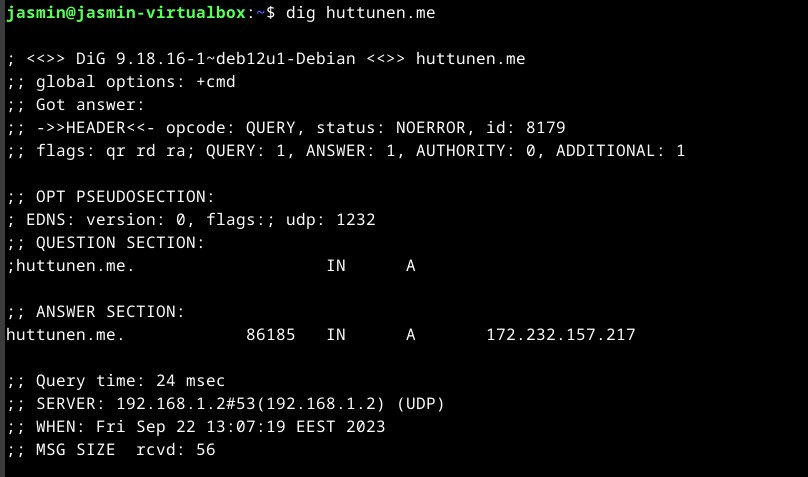 jasmin@jasmin-virtualbox:~$ dig huttunen.me

; <<>> DiG 9.18.16-1~deb12u1-Debian <<>> huttunen.me
;; global options: +cmd
;; Got answer:
;; ->>HEADER<<- opcode: QUERY, status: NOERROR, id: 8179
;; flags: qr rd ra; QUERY: 1, ANSWER: 1, AUTHORITY: 0, ADDITIONAL: 1

;; OPT PSEUDOSECTION:
; EDNS: version: 0, flags:; udp: 1232
;; QUESTION SECTION:
;huttunen.me.			IN	A

;; ANSWER SECTION:
huttunen.me.		86185	IN	A	172.232.157.217

;; Query time: 24 msec
;; SERVER: 192.168.1.2#53(192.168.1.2) (UDP)
;; WHEN: Fri Sep 22 13:07:19 EEST 2023
;; MSG SIZE  rcvd: 56